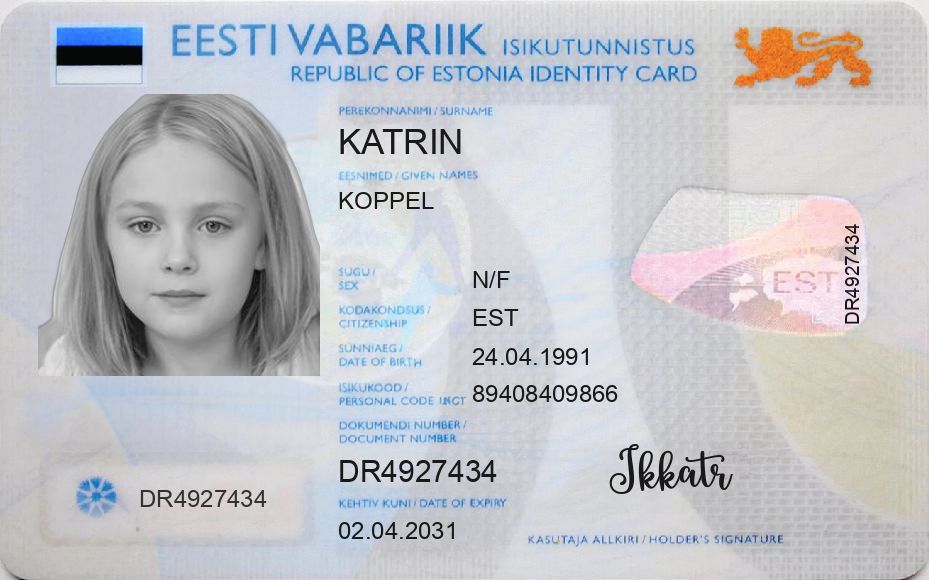 EESTI VABARIIK ISIKUTUNNISTUS
REPUBLIC OF ESTONIA IDENTITY CARD
PEREKONNANIMI / SURNAME
KATRIN
EESNIMED / GIVEN NAMES
KOPPEL
SUGU /
SEX
N/F
KODAKONDSUS /
CITIZENSHIP
EST
SÜNNIAEG /
DATE OF BIRTH
24.04.1991
ISIKUKOOD /
PERSONAL CODE
89408409866
DOKUMENDI NUMBER /
DOCUMENT NUMBER
DR4927434
KEHTIV KUNI / DATE OF EXPIRY
02.04.2031
DR4927434
EST
DR4927434
Jkkatr
KASUTAJA ALLKIRI / HOLDER'S SIGNATURE